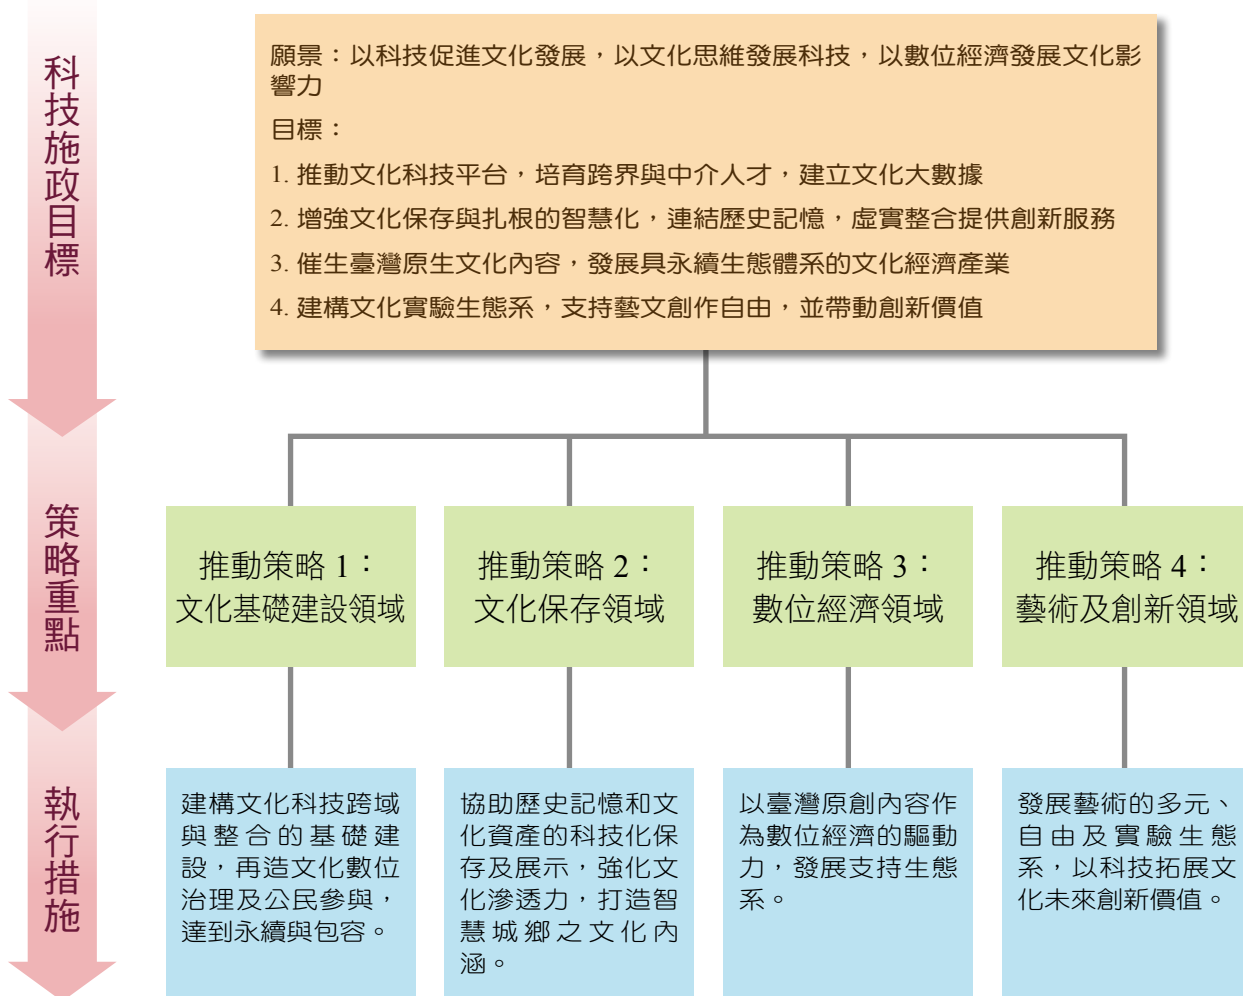 科技施政目標
願景：以科技促進文化發展，以文化思維發展科技，以數位經濟發展文化影
響力
目標：
1. 推動文化科技平台，培育跨界與中介人才，建立文化大數據
2. 增強文化保存與扎根的智慧化，連結歷史記憶，虛實整合提供創新服務
3. 催生臺灣原生文化內容，發展具永續生態體系的文化經濟產業
4. 建構文化實驗生態系，支持藝文創作自由，並帶動創新價值
策略重點
推動策略 1：
文化基礎建設領域
推動策略 2：
文化保存領域
推動策略 3：
數位經濟領域
推動策略 4：
藝術及創新領域
執行措施
建構文化科技跨域
與整合的基礎建
設，再造文化數位
治理及公民參與，
達到永續與包容。
協助歷史記憶和文
化資產的科技化保
存及展示，強化文
化滲透力，打造智
慧城鄉之文化內
涵。
以臺灣原創內容作
為數位經濟的驅動
力，發展支持生態
系。
發展藝術的多元、
自由及實驗生態
系，以科技拓展文
化未來創新價值。